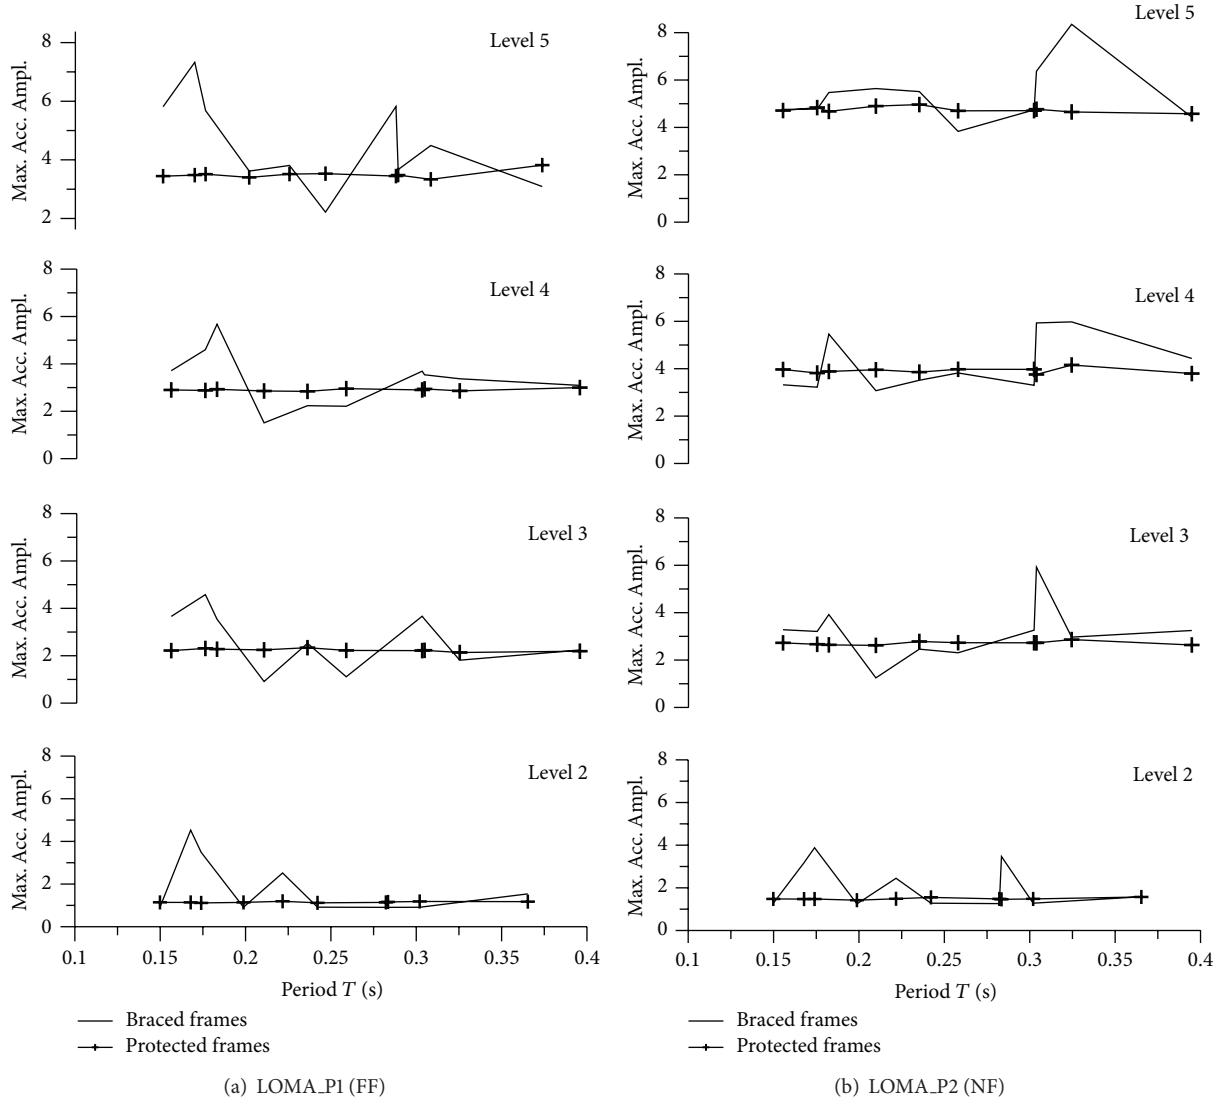 Level 5
Max. Acc. Ampl.
8
6
4
2
Level 4
Max. Acc. Ampl.
8
6
4
2
0
Level 3
Max. Acc. Ampl.
8
6
4
2
0
Level 2
Max. Acc. Ampl.
8
6
4
2
0
0.1 0.15 0.2 0.25 0.3 0.35 0.4
Period T (s)
Braced frames
Protected frames
(a) LOMA_P1 (FF)
Level 5
Max. Acc. Ampl.
8
6
4
2
0
Level 4
Max. Acc. Ampl.
8
6
4
2
0
Level 3
Max. Acc. Ampl.
8
6
4
2
0
Level 2
Max. Acc. Ampl.
8
6
4
2
0
0.1 0.15 0.2 0.25 0.3 0.35 0.4
Period T (s)
Braced frames
Protected frames
(b) LOMA_P2 (NF)